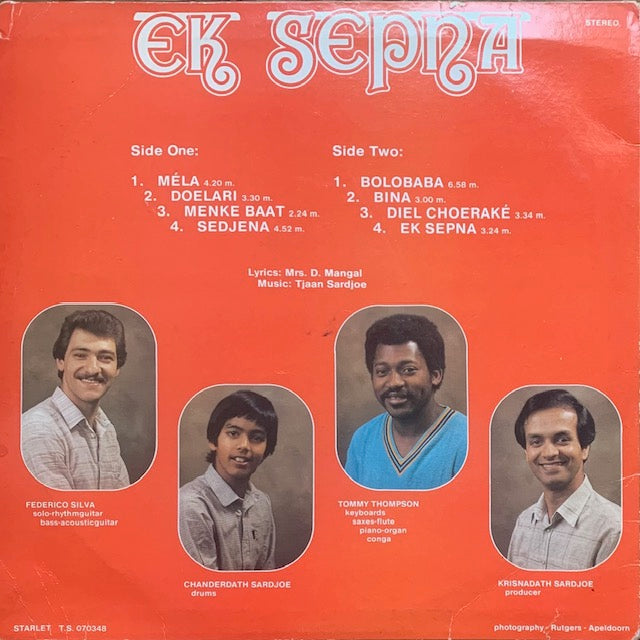 EK SEPNA
STEREO.
Side One:
1. MÉLA 4.20 m.
2. DOELARI 3.30 m.
3. MENKE BAAT 2.24 m.
4. SEDJENA 4.52 m.
Side Two:
1. BOLOBABA 6.58 m.
2. BINA 3.00 m.
3. DIEL CHOERAKÉ 3.34 m.
4. EK SEPNA 3.24 m.
Lyrics: Mrs. D. Mangal
Music: Tjaan Sardjoe
FEDERICO SILVA
solo-rhythmguitar
bass-acousticguitar
CHANDERDATH SARDJOE
drums
TOMMY THOMPSON
keyboards
saxes-flute
piano-organ
conga
KRISNADATH SARDJOE
producer
STARLET T.S. 070348
photography - Rutgers - Apeldoorn